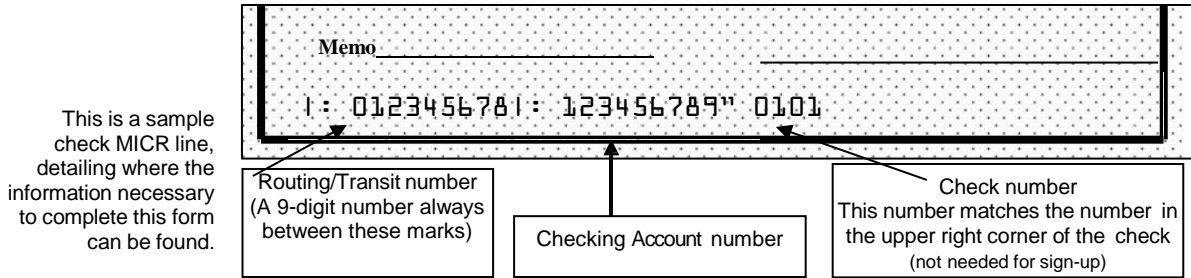 Memo
|: 012345678|: 123456789" 0101
This is a sample
check MICR line,
detailing where the
information necessary
to complete this form
can be found.
Routing/Transit number
(A 9-digit number always
between these marks)
Checking Account number
Check number
This number matches the number in
the upper right corner of the check
(not needed for sign-up)